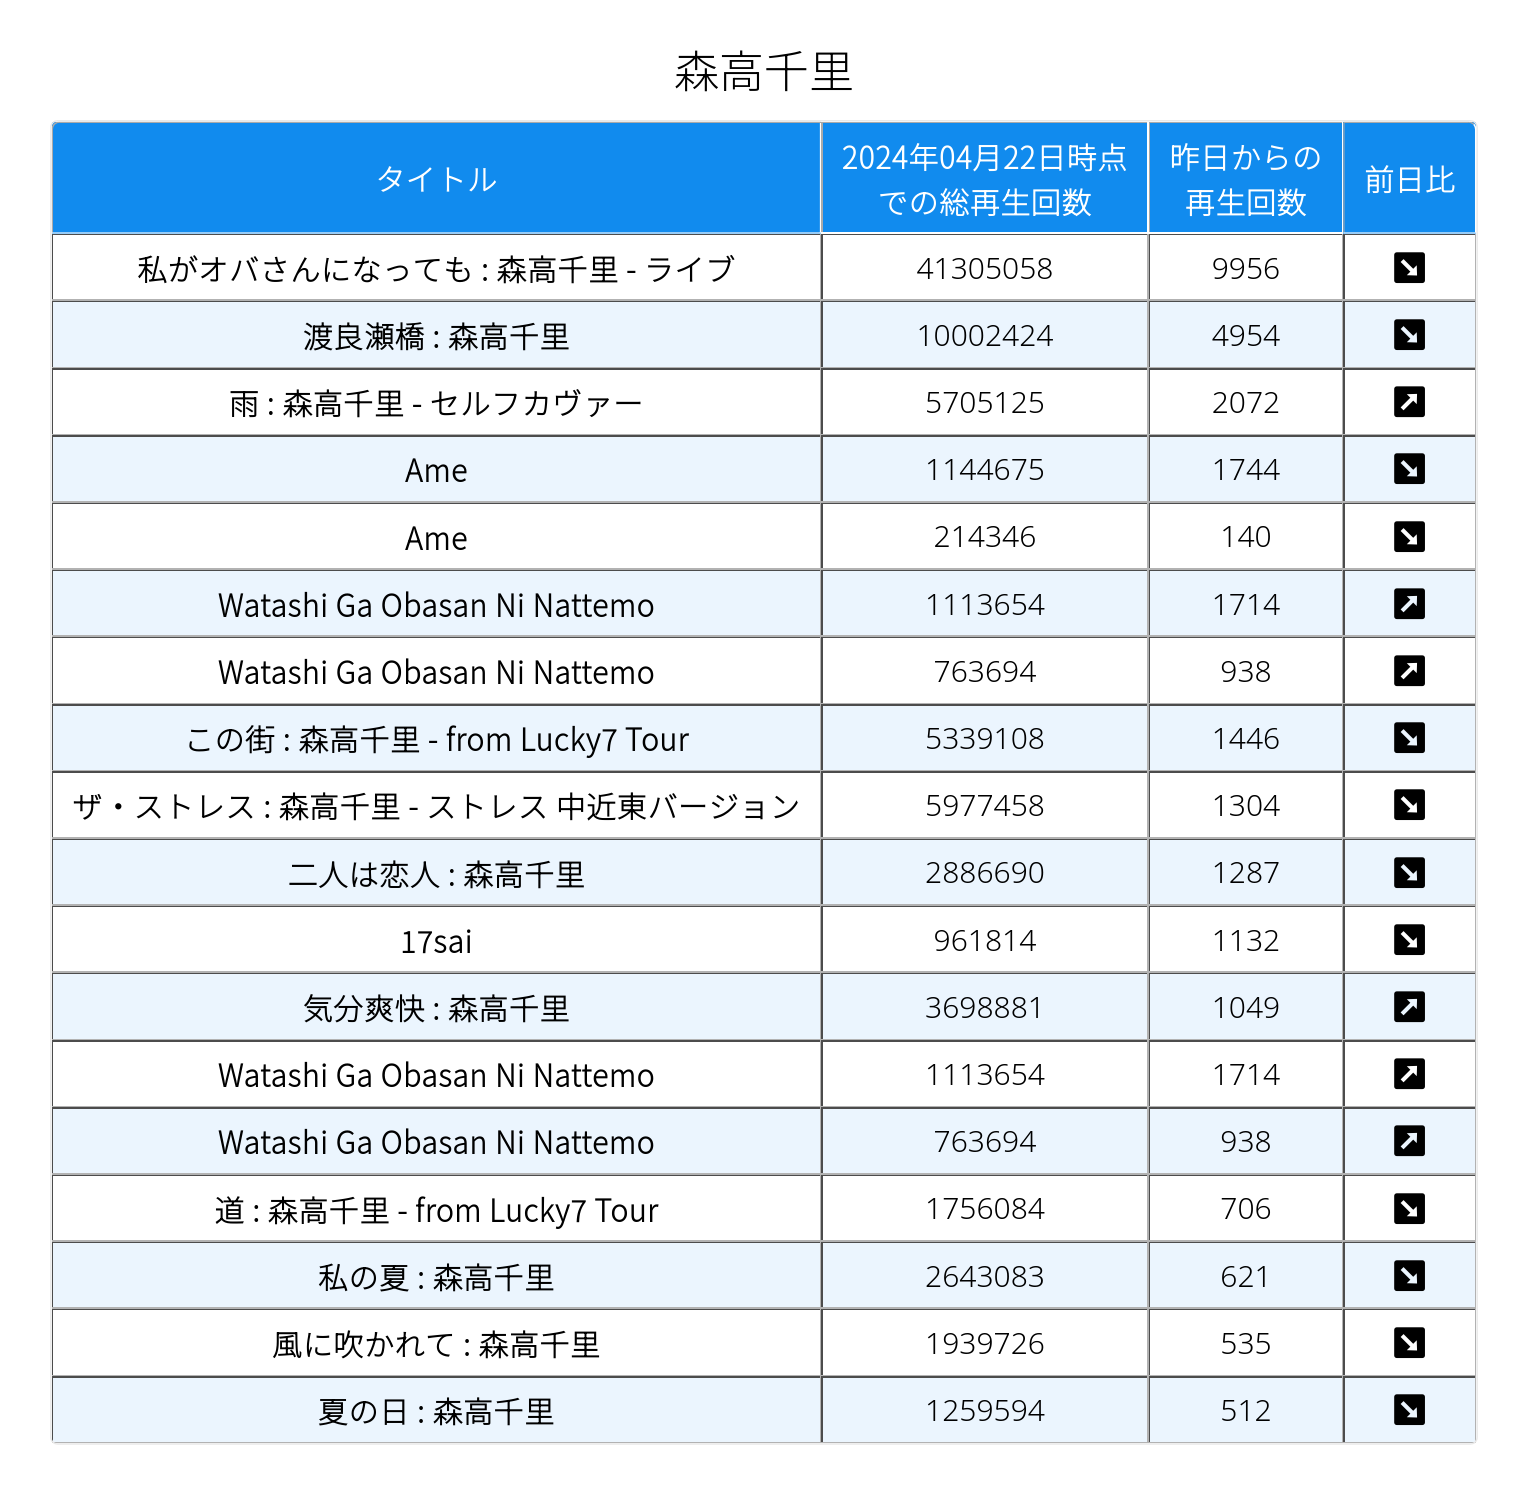 森高千里
タイトル 2024年04月22日時点での総再生回数 昨日からの再生回数 前日比
私がオバさんになっても : 森高千里 - ライブ 41305058 9956 ↘
渡良瀬橋 : 森高千里 10002424 4954 ↘
雨 : 森高千里 - セルフカヴァー 5705125 2072 ↗
Ame 1144675 1744 ↘
Ame 214346 140 ↘
Watashi Ga Obasan Ni Nattemo 1113654 1714 ↗
Watashi Ga Obasan Ni Nattemo 763694 938 ↗
この街 : 森高千里 - from Lucky7 Tour 5339108 1446 ↘
ザ・ストレス : 森高千里 - ストレス 中近東バージョン 5977458 1304 ↘
二人は恋人 : 森高千里 2886690 1287 ↘
17sai 961814 1132 ↘
気分爽快 : 森高千里 3698881 1049 ↗
Watashi Ga Obasan Ni Nattemo 1113654 1714 ↗
Watashi Ga Obasan Ni Nattemo 763694 938 ↗
道 : 森高千里 - from Lucky7 Tour 1756084 706 ↘
私の夏 : 森高千里 2643083 621 ↘
風に吹かれて : 森高千里 1939726 535 ↘
夏の日 : 森高千里 1259594 512 ↘